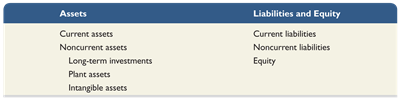 Assets Liabilities and Equity
Current assets Current liabilities
Noncurrent assets Noncurrent liabilities
Long-term investments Equity
Plant assets
Intangible assets